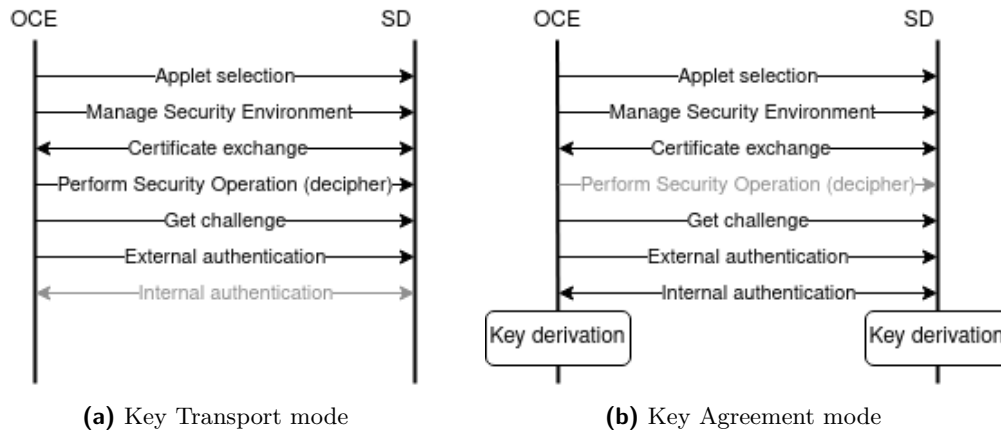 OCE SD
Applet selection
Manage Security Environment
Certificate exchange
Perform Security Operation (decipher)
Get challenge
External authentication
Internal authentication
(a) Key Transport mode
OCE SD
Applet selection
Manage Security Environment
Certificate exchange
Perform Security Operation (decipher)
Get challenge
External authentication
Internal authentication
Key derivation Key derivation
(b) Key Agreement mode